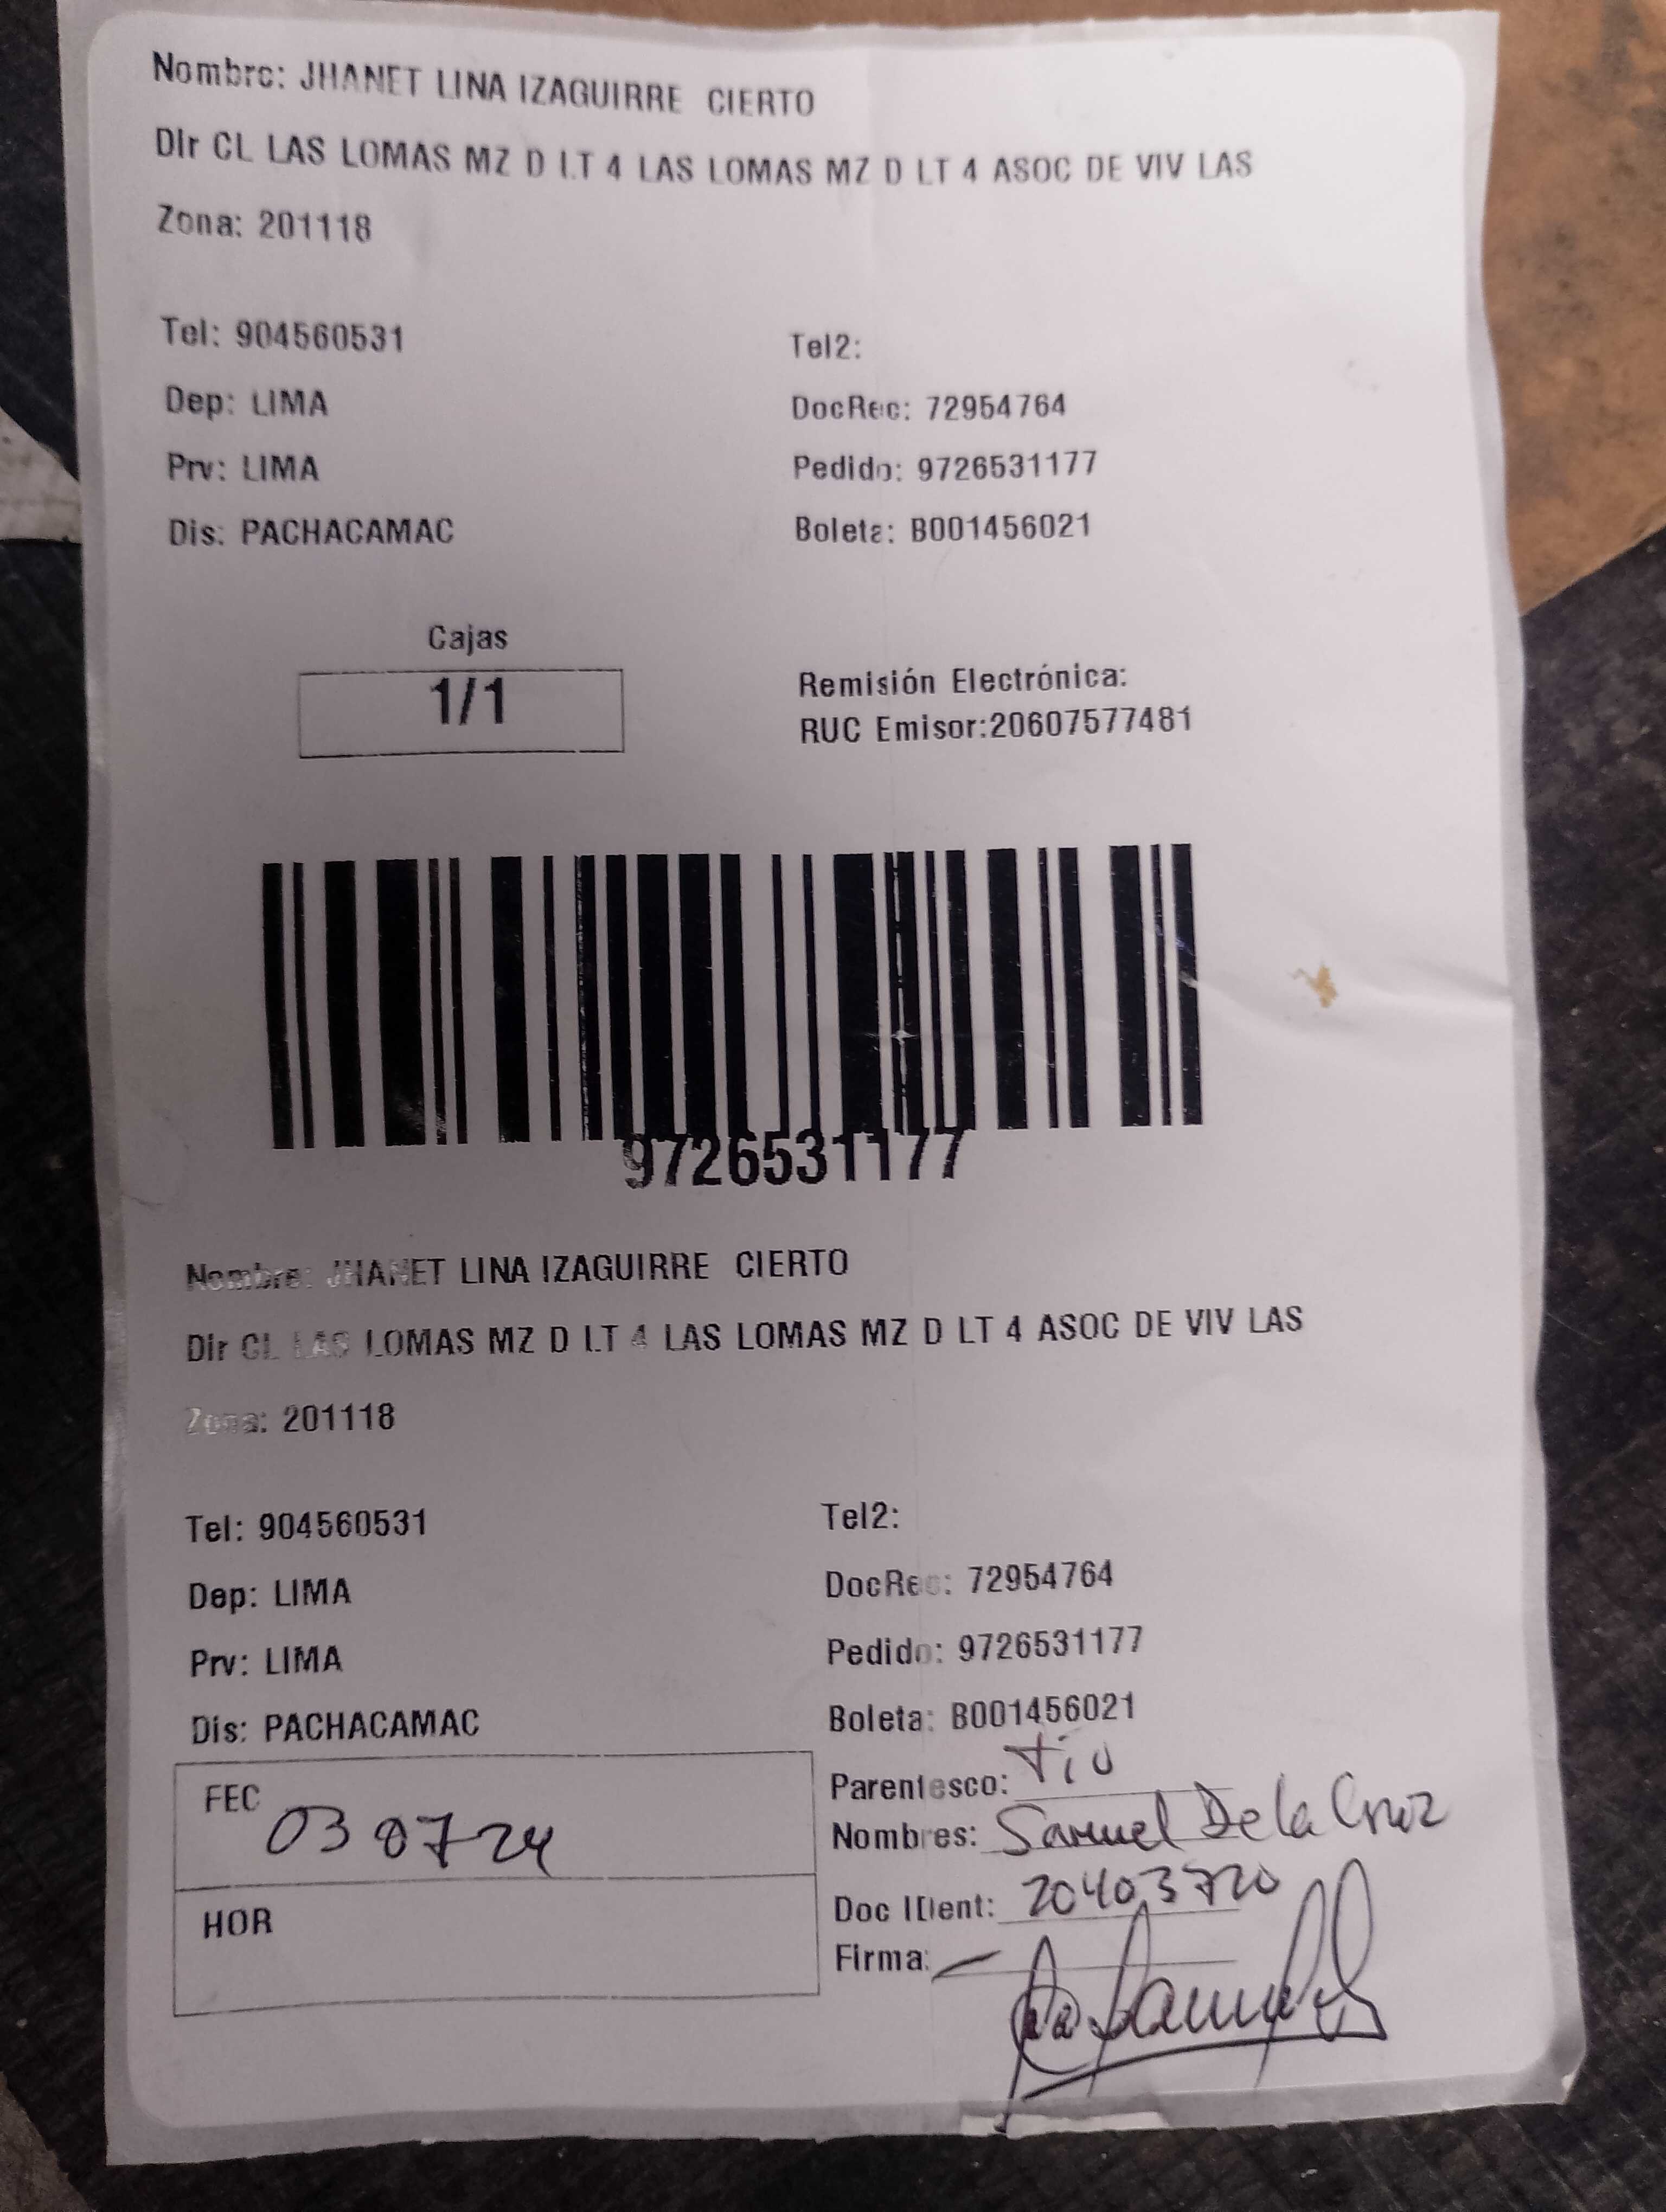 Nombre: JHANET LINA IZAGUIRRE CIERTO
DIr CL LAS LOMAS MZ D LT 4 LAS LOMAS MZ D LT 4 ASOC DE VIV LAS
Zona: 201118
Tel: 904560531 Tel2:
Dep: LIMA DocRec: 72954764
Prv: LIMA Pedido: 9726531177
Dis: PACHACAMAC Boleta: B001456021
Cajas
1/1
Remisión Electrónica:
RUC Emisor:20607577481
9726531177
Nombre: JHANET LINA IZAGUIRRE CIERTO
DIr CL LAS LOMAS MZ D LT 4 LAS LOMAS MZ D LT 4 ASOC DE VIV LAS
Zona: 201118
Tel: 904560531 Tel2:
Dep: LIMA DocRec: 72954764
Prv: LIMA Pedido: 9726531177
Dis: PACHACAMAC Boleta: B001456021
FEC 030724
HOR
Parentesco: Tio
Nombres: Samuel De la Cruz
Doc IDent: 20403720
Firma: